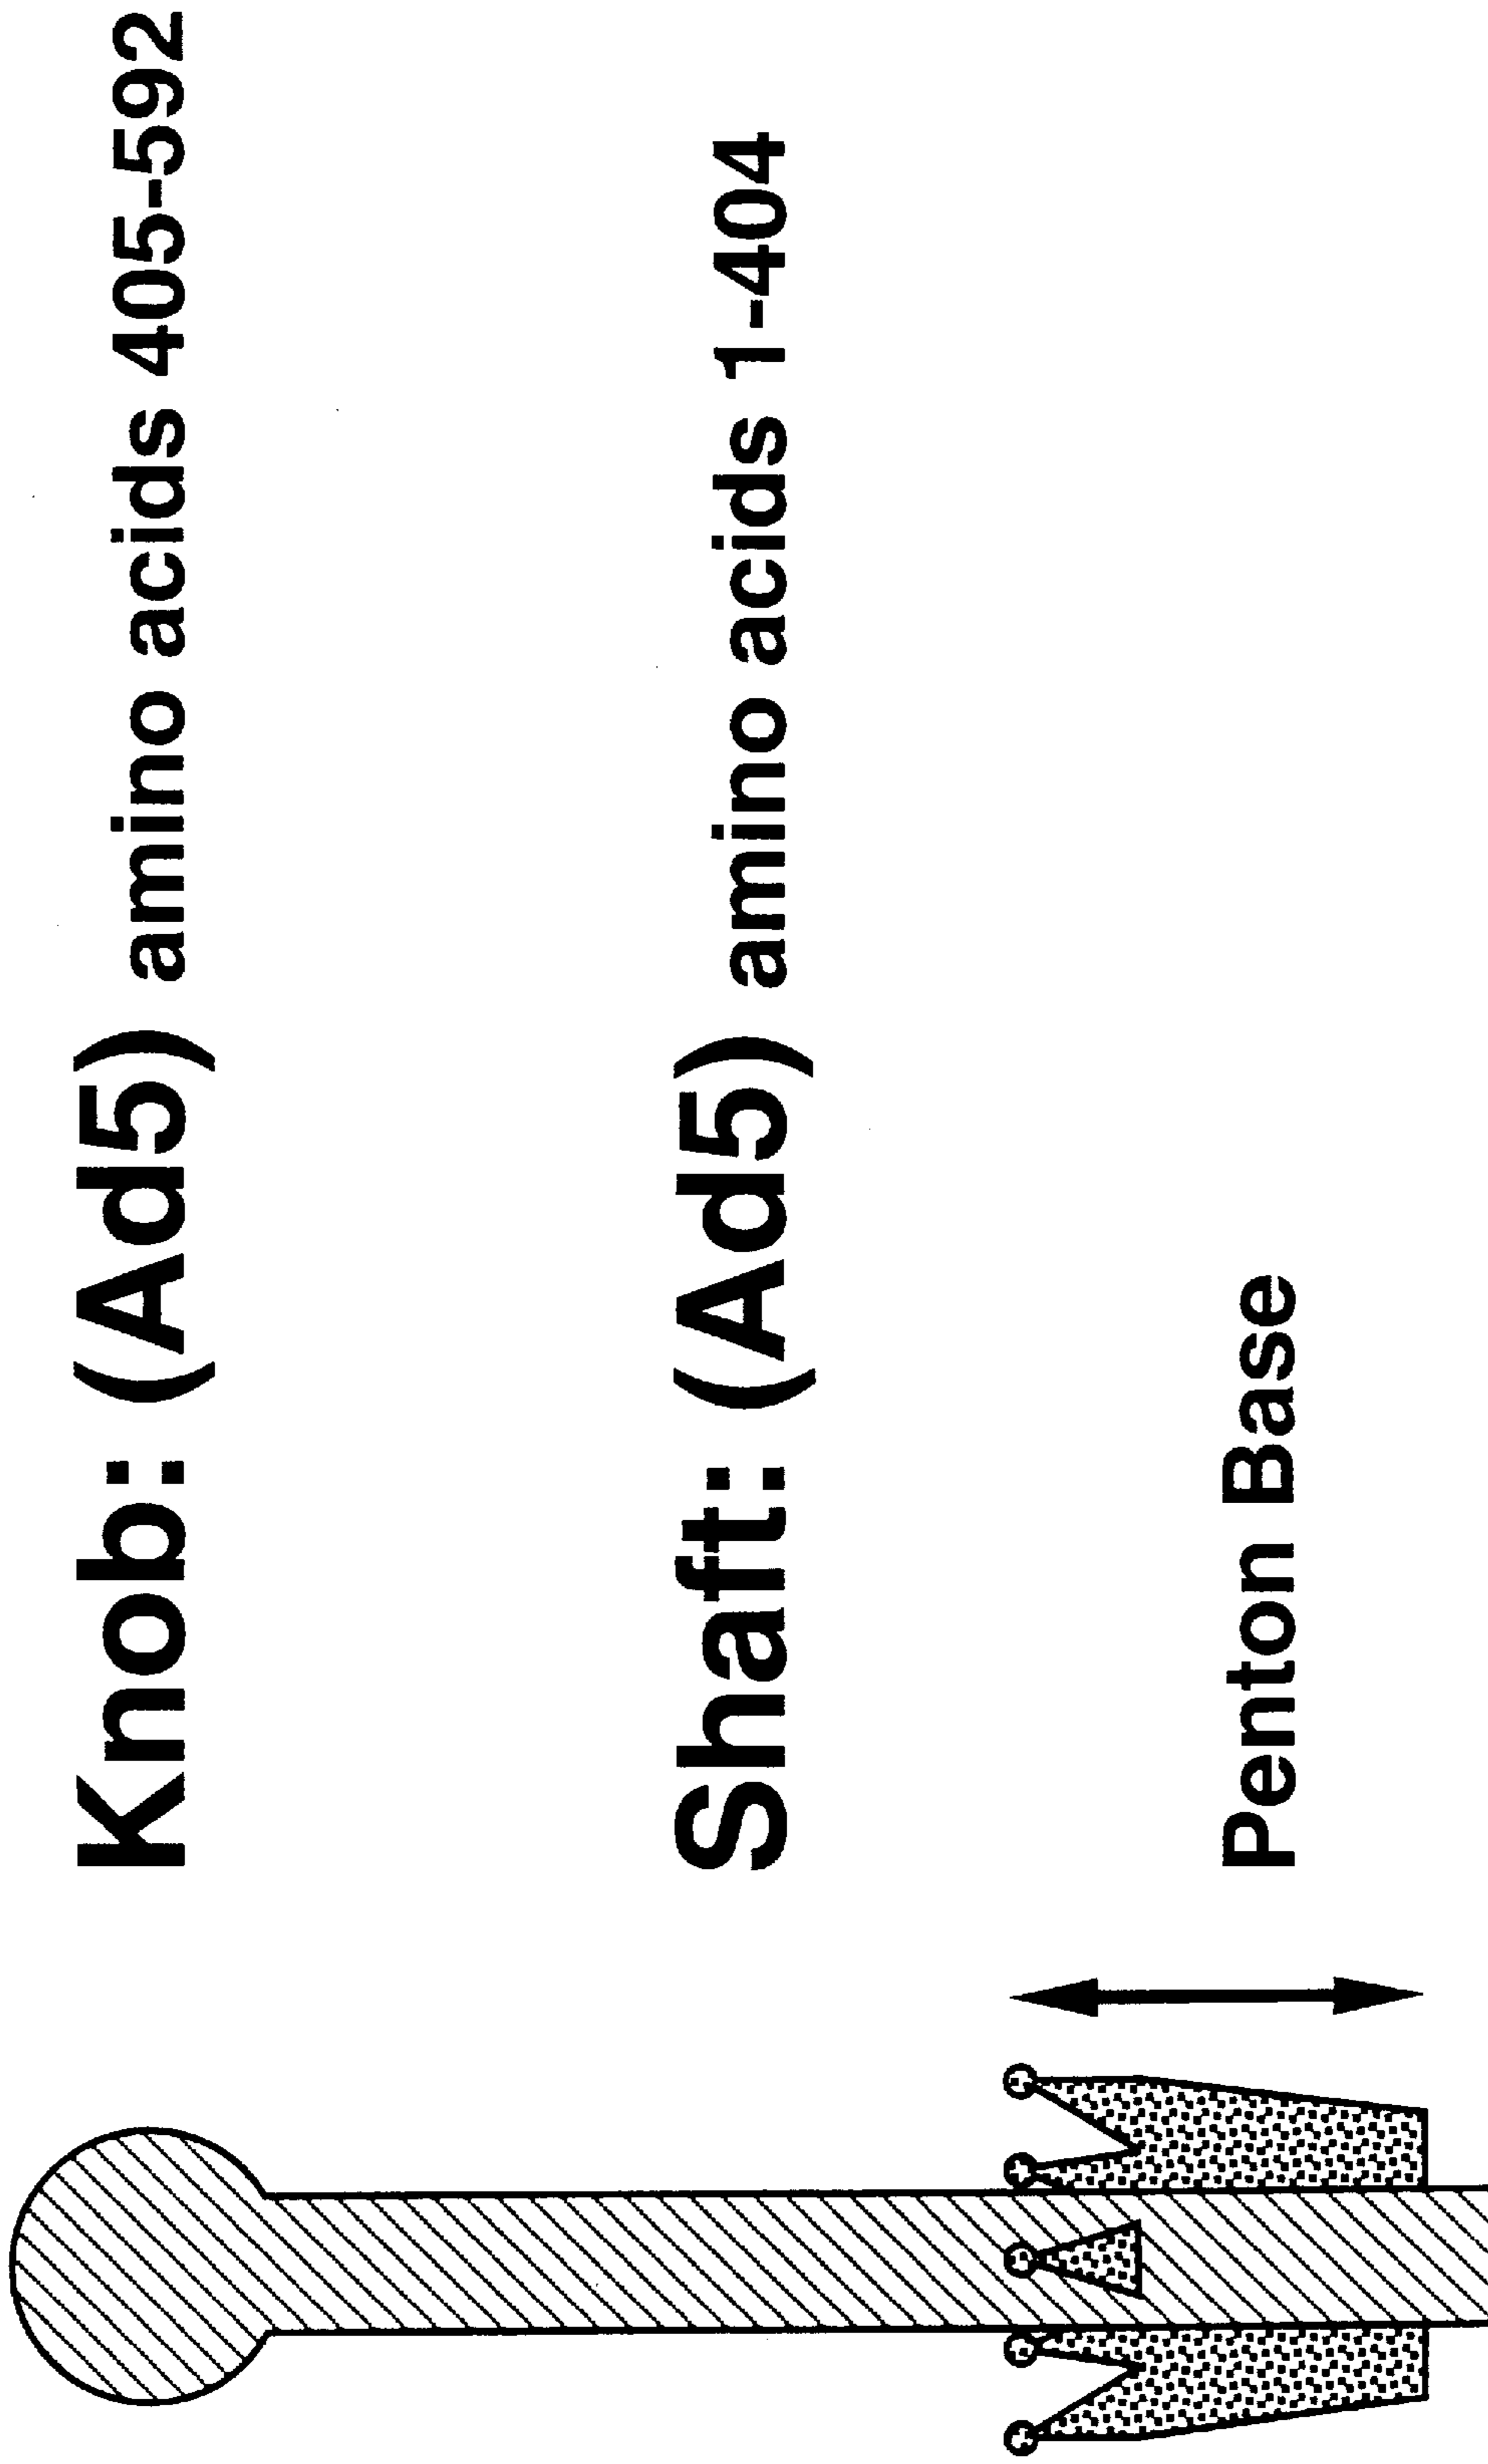 Knob: (Ad5) amino acids 405-592
Shaft: (Ad5) amino acids 1-404
Penton Base